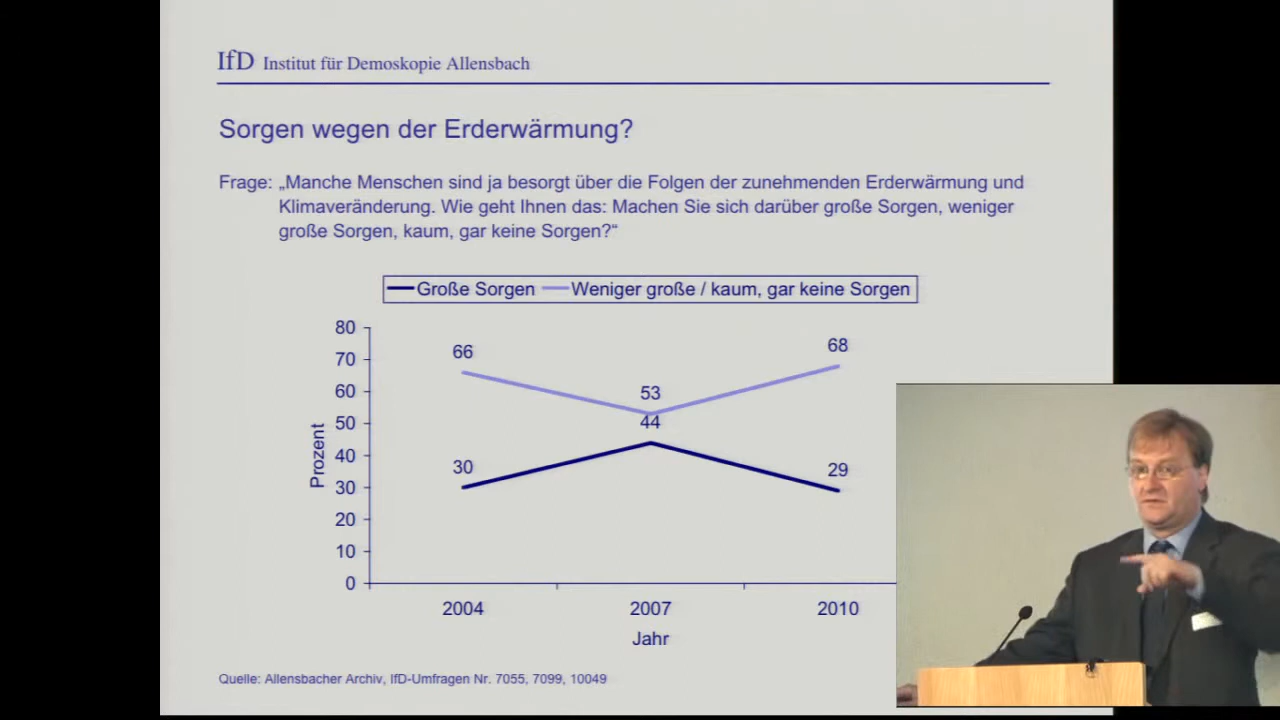 IfD Institut für Demoskopie Allensbach
Sorgen wegen der Erderwärmung?
Frage: „Manche Menschen sind ja besorgt über die Folgen der zunehmenden Erderwärmung und
Klimaveränderung. Wie geht Ihnen das: Machen Sie sich darüber große Sorgen, weniger
große Sorgen, kaum, gar keine Sorgen?“
Große Sorgen Weniger große / kaum, gar keine Sorgen
80
70
60
50
40
30
20
10
0
Prozent
66
53
68
30
44
29
2004 2007 2010
Jahr
Quelle: Allensbacher Archiv, IfD-Umfragen Nr. 7055, 7099, 10049